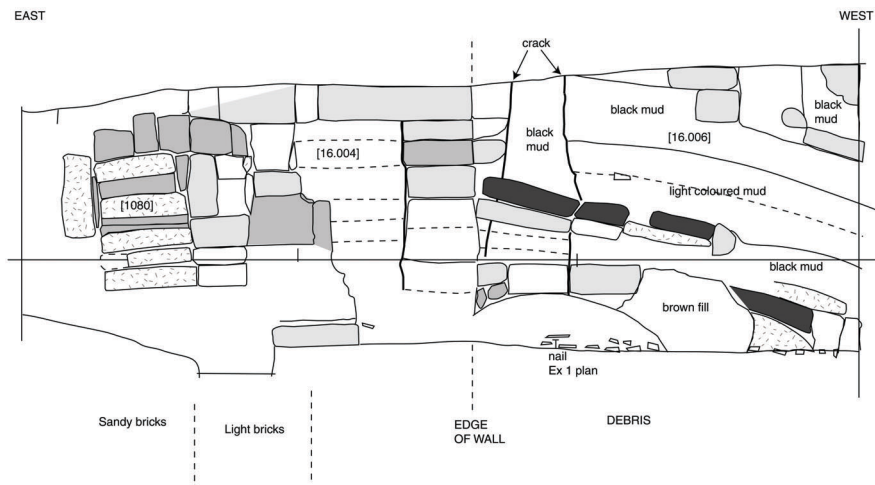 EAST
WEST
crack
black mud
black
mud
[16.004]
black
mud
[16.006]
[1080]
light coloured mud
black mud
brown fill
nail
Ex 1 plan
Sandy bricks
Light bricks
EDGE
OF WALL
DEBRIS